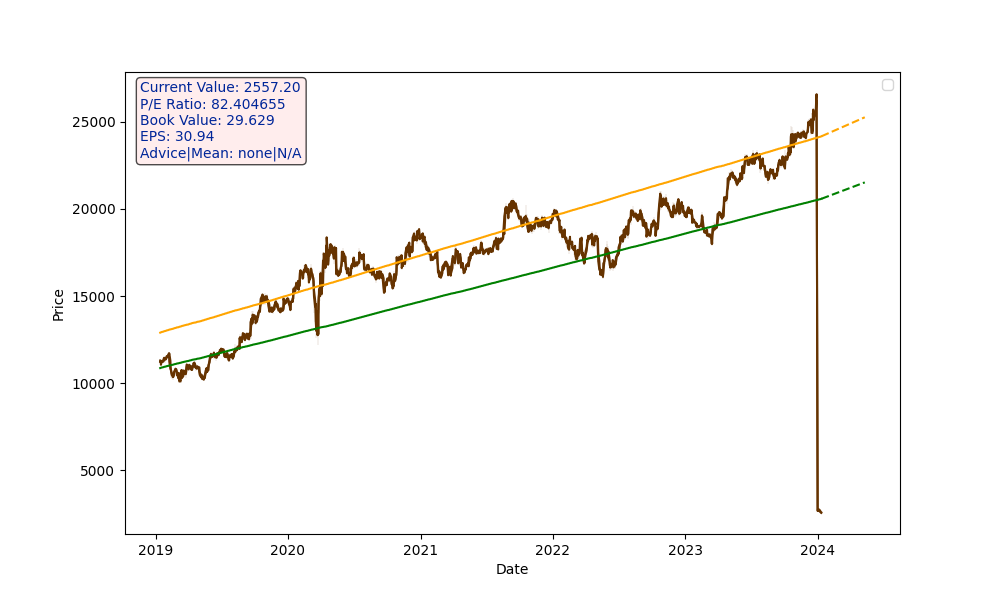 Current Value: 2557.20
P/E Ratio: 82.404655
Book Value: 29.629
EPS: 30.94
Advice|Mean: none|N/A
25000
20000
15000
10000
5000
Price
2019 2020 2021 2022 2023 2024
Date